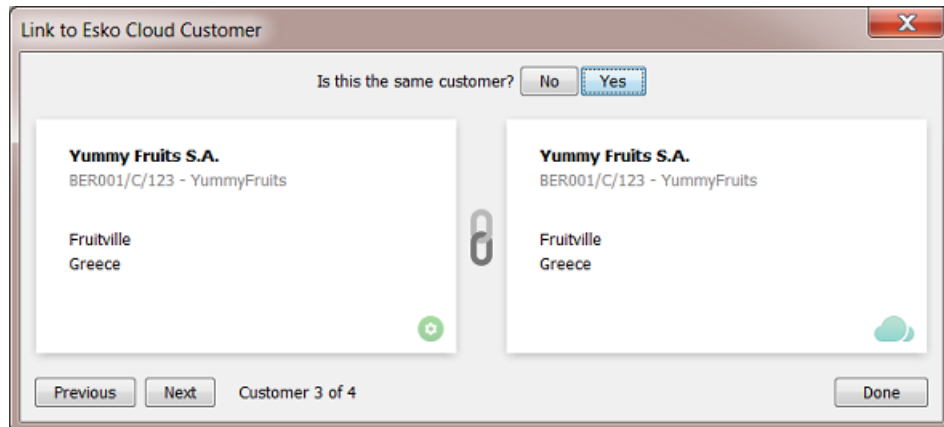 Link to Esko Cloud Customer
X
Is this the same customer? No Yes
Yummy Fruits S.A.
BER001/C/123 - YummyFruits
Fruitville
Greece
Yummy Fruits S.A.
BER001/C/123 - YummyFruits
Fruitville
Greece
Previous Next Customer 3 of 4 Done